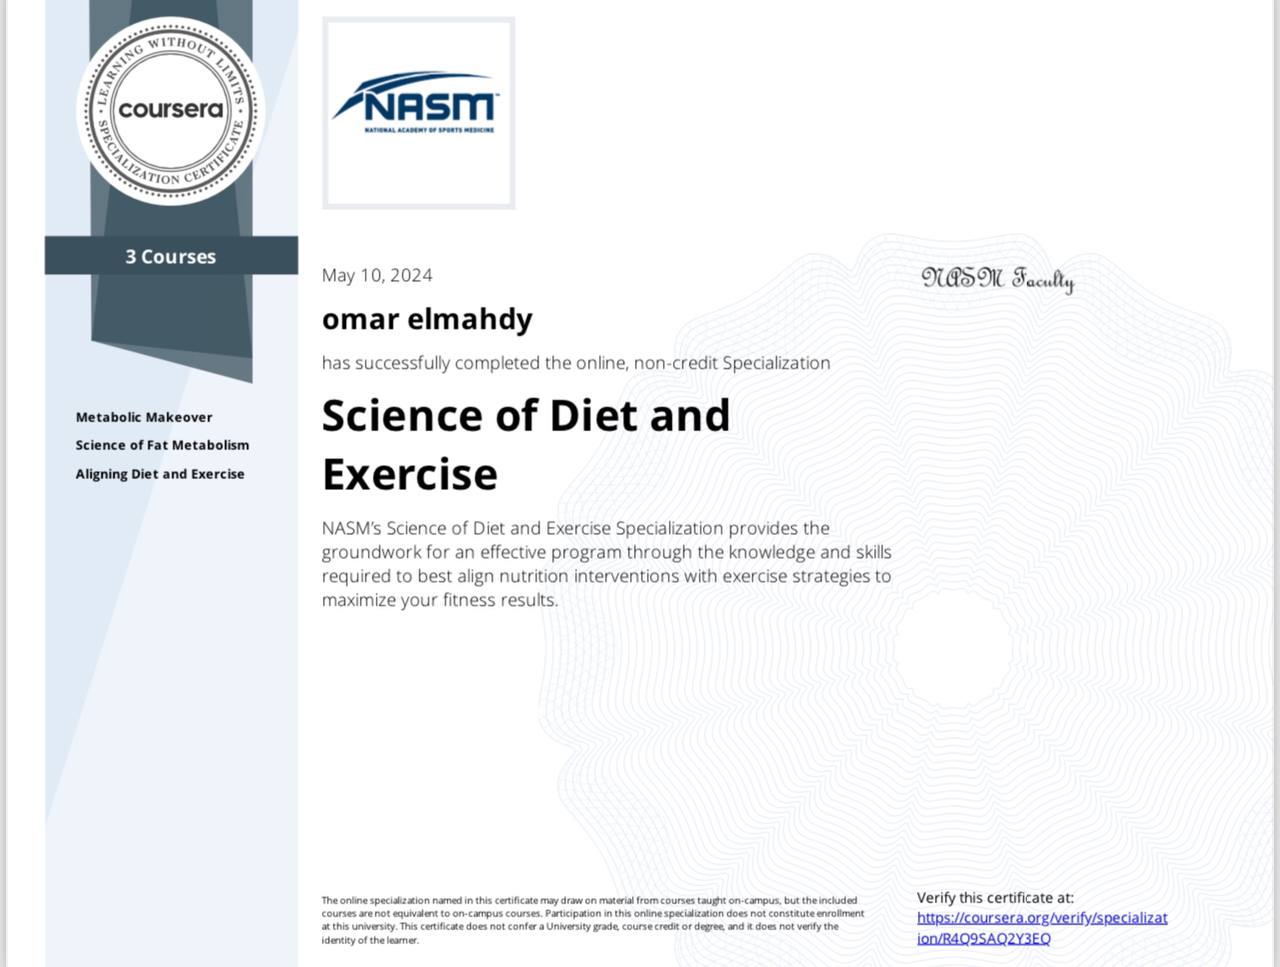 LEARNING WITHOUT LIMITS
coursera
SPECIALIZATION CERTIFICATE
3 Courses
Metabolic Makeover
Science of Fat Metabolism
Aligning Diet and Exercise
NASM
NATIONAL ACADEMY OF SPORTS MEDICINE
May 10, 2024
omar elmahdy
has successfully completed the online, non-credit Specialization
Science of Diet and
Exercise
NASM’s Science of Diet and Exercise Specialization provides the
groundwork for an effective program through the knowledge and skills
required to best align nutrition interventions with exercise strategies to
maximize your fitness results.
NASM Faculty
The online specialization named in this certificate may draw on material from courses taught on-campus, but the included
courses are not equivalent to on-campus courses. Participation in this online specialization does not constitute enrollment
at this university. This certificate does not confer a University grade, course credit or degree, and it does not verify the
identity of the learner.
Verify this certificate at:
https://coursera.org/verify/specializat
ion/R4Q9SAQ2Y3EQ